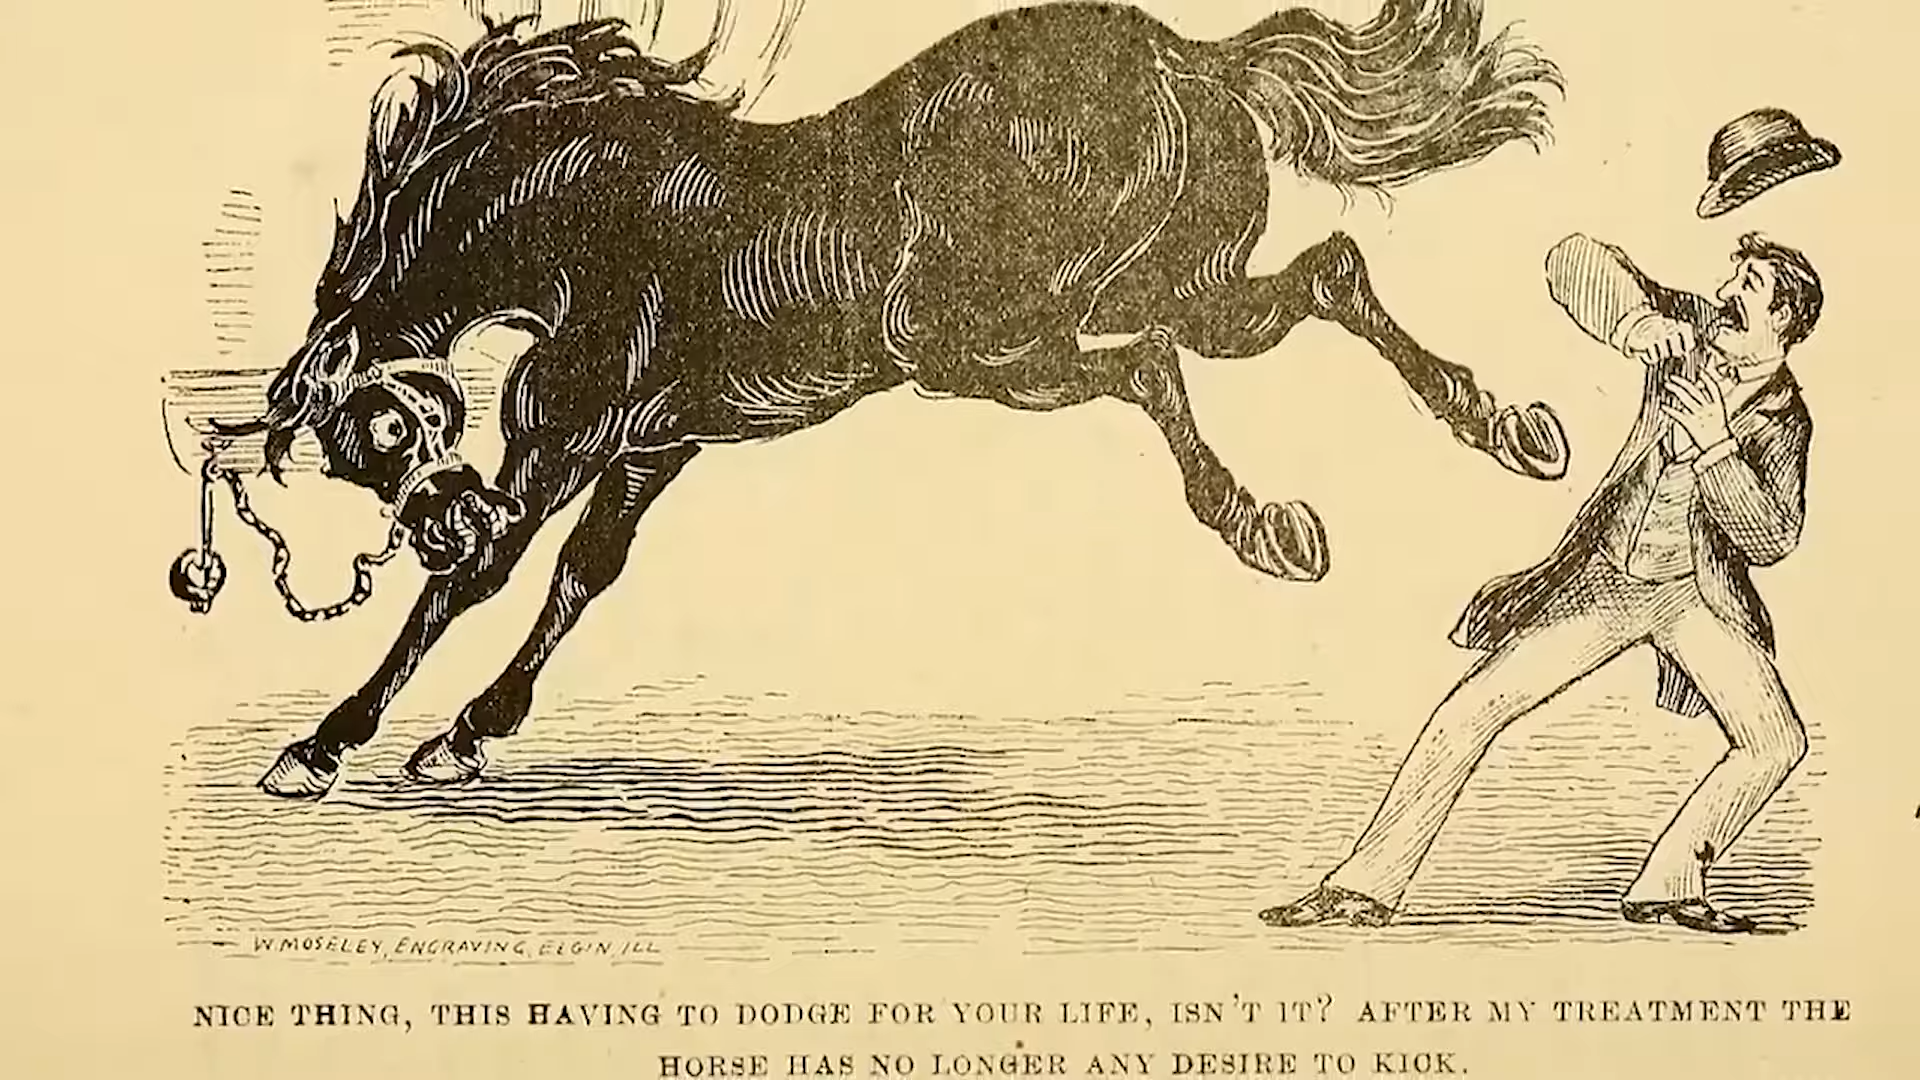 W. MOSELEY, ENGRAVING, ELGIN, ILL
NICE THING, THIS HAVING TO DODGE FOR YOUR LIFE, ISN'T IT? AFTER MY TREATMENT THE
HORSE HAS NO LONGER ANY DESIRE TO KICK.